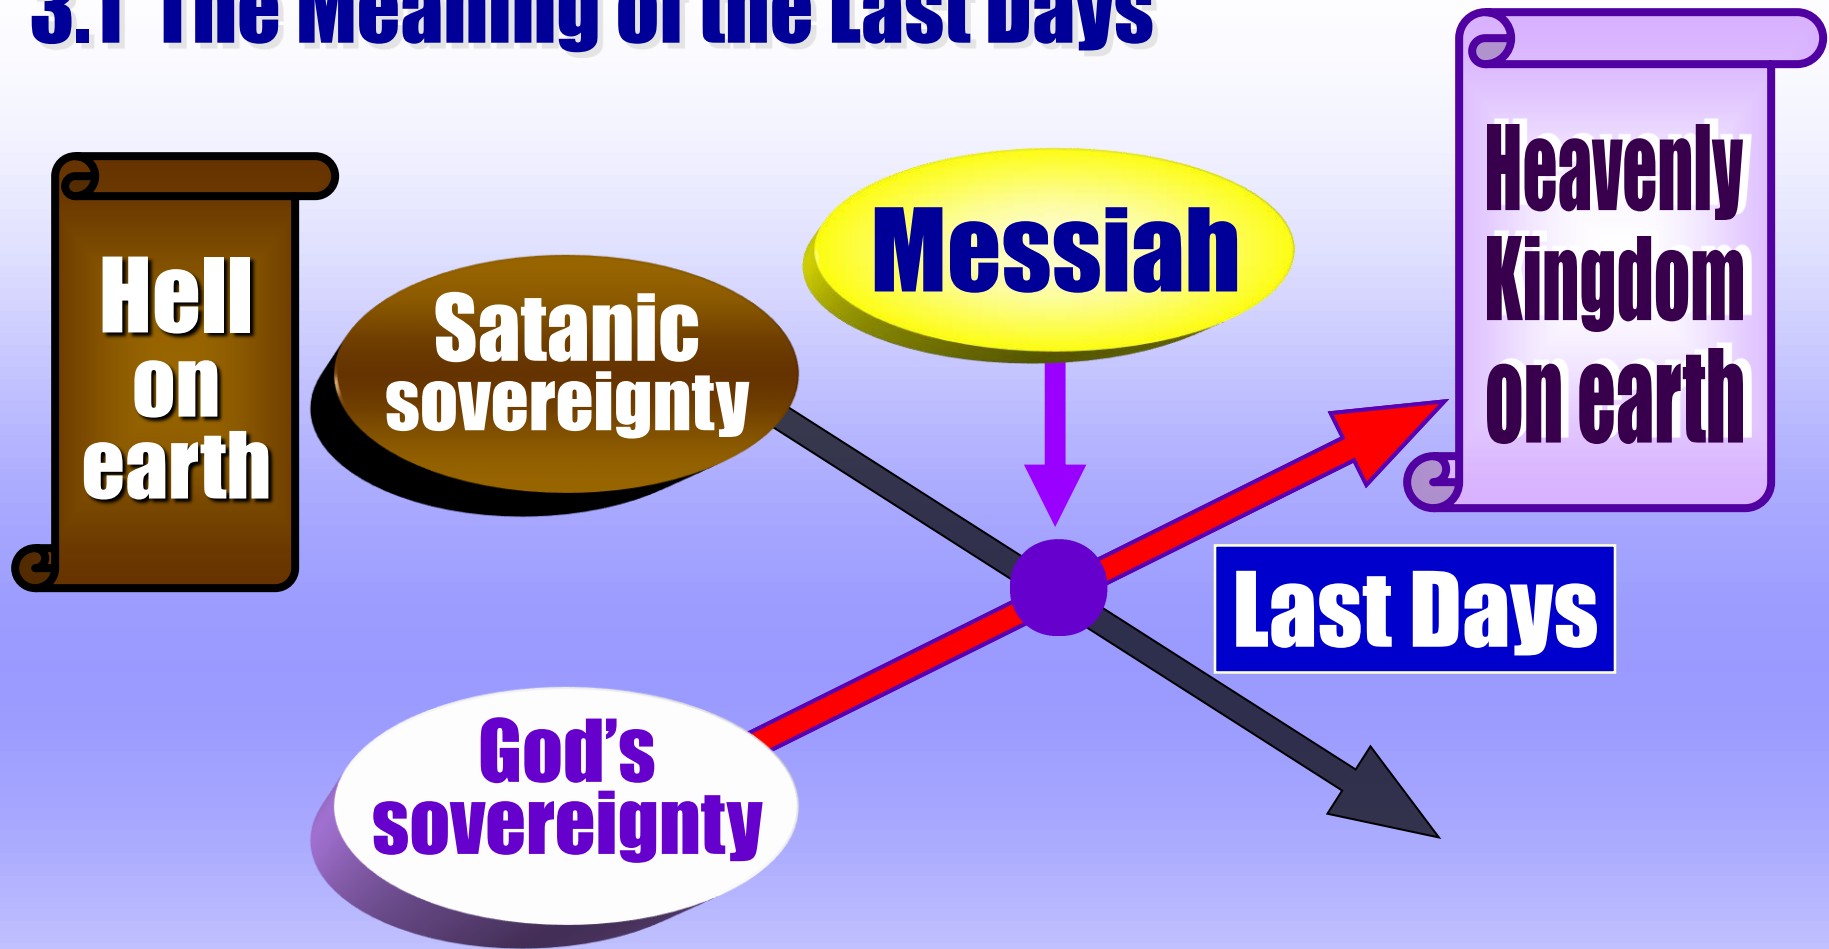 3.1 The Meaning of the Last Days
Hell
on
earth
Satanic
sovereignty
Messiah
Heavenly
Kingdom
on earth
Last Days
God's
sovereignty